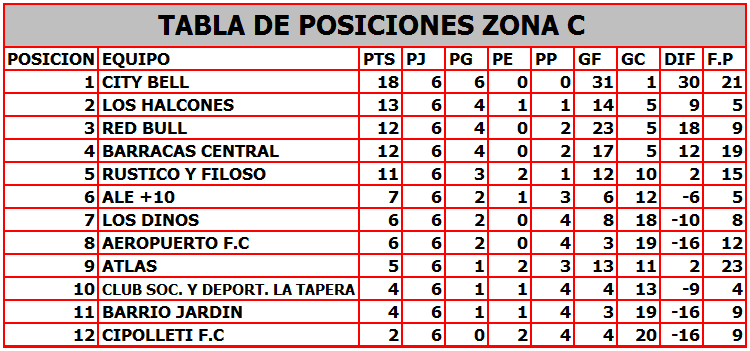 TABLA DE POSICIONES ZONA C
POSICION EQUIPO PTS PJ PG PE PP GF GC DIF F.P
1 CITY BELL 18 6 6 0 0 31 1 30 21
2 LOS HALCONES 13 6 4 1 1 14 5 9 5
3 RED BULL 12 6 4 0 2 23 5 18 9
4 BARRACAS CENTRAL 12 6 4 0 2 17 5 12 19
5 RUSTICO Y FILOSO 11 6 3 2 1 12 10 2 15
6 ALE +10 7 6 2 1 3 6 12 -6 5
7 LOS DINOS 6 6 2 0 4 8 18 -10 8
8 AEROPUERTO F.C 6 6 2 0 4 3 19 -16 12
9 ATLAS 5 6 1 2 3 13 11 2 23
10 CLUB SOC. Y DEPORT. LA TAPERA 4 6 1 1 4 4 13 -9 4
11 BARRIO JARDIN 4 6 1 1 4 3 19 -16 9
12 CIPOLLETI F.C 2 6 0 2 4 4 20 -16 9